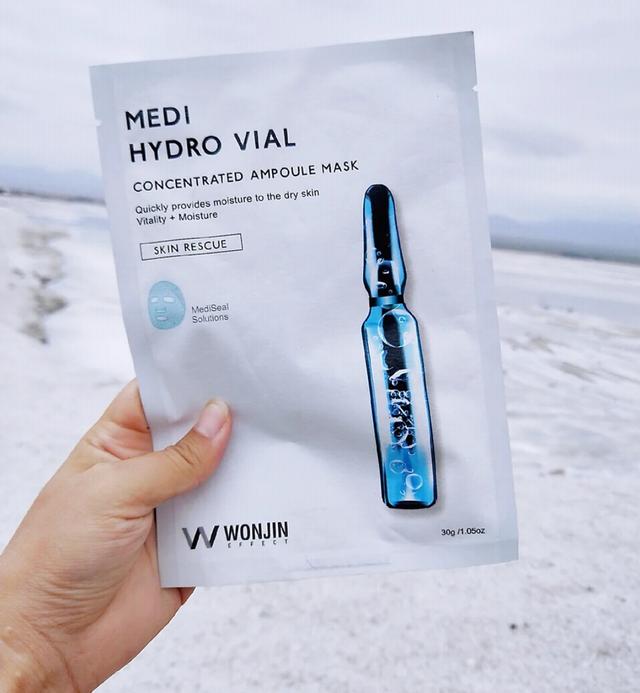 MEDI
HYDRO VIAL
CONCENTRATED AMPOULE MASK
Quickly provides moisture to the dry skin
Vitality + Moisture
SKIN RESCUE
MediSeal
Solutions
W WONJIN
EFFECT
30g /1.05oz